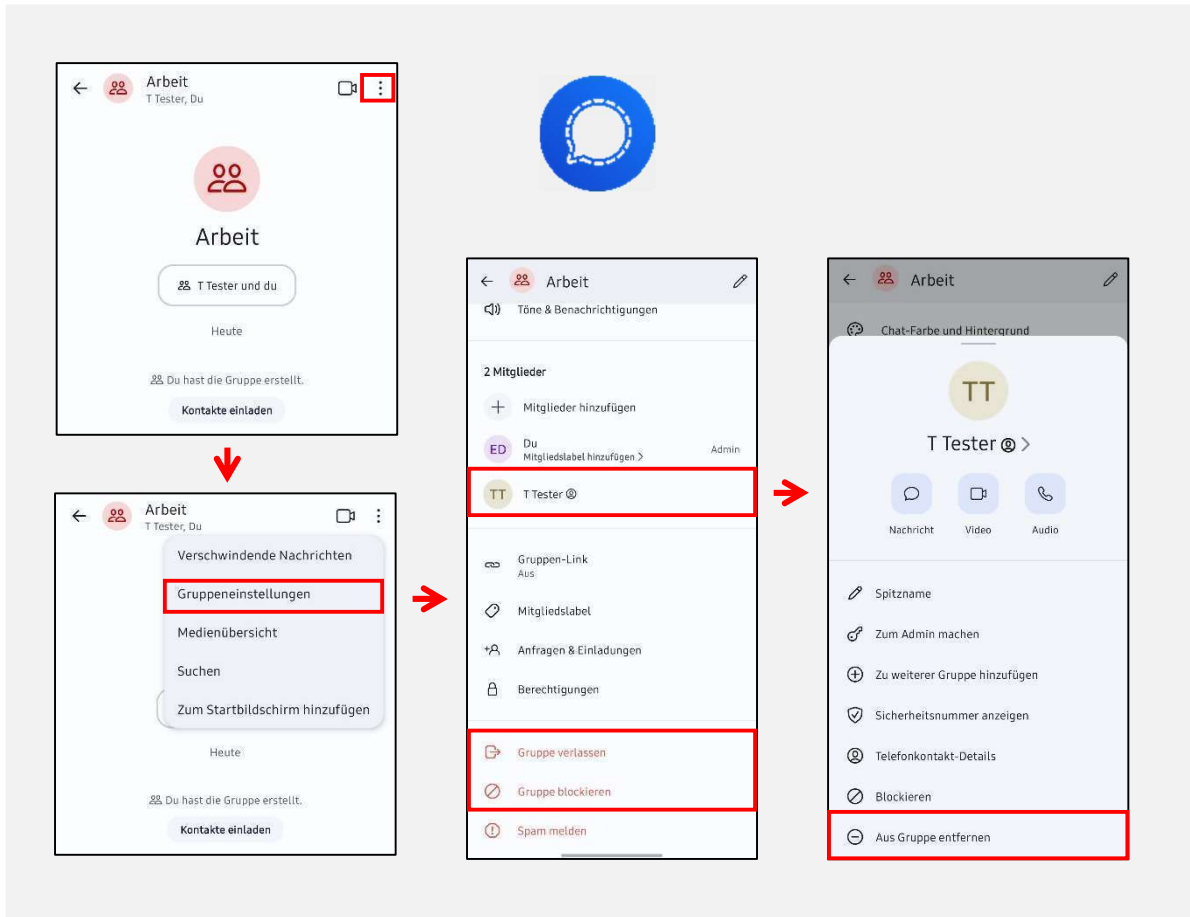 Arbeit
T Tester, Du
Arbeit
T Tester und du
Heute
Du hast die Gruppe erstellt.
Kontakte einladen
Arbeit
T Tester, Du
Verschwindende Nachrichten
Gruppeneinstellungen
Medienübersicht
Suchen
Zum Startbildschirm hinzufügen
Heute
Du hast die Gruppe erstellt.
Kontakte einladen
Arbeit
Töne & Benachrichtigungen
2 Mitglieder
Mitglieder hinzufügen
ED
Du
Admin
Mitgliedslabel hinzufügen >
TT
T Tester
Gruppen-Link
Aus
Mitgliedslabel
Anfragen & Einladungen
Berechtigungen
Gruppe verlassen
Gruppe blockieren
Spam melden
Arbeit
Chat-Farbe und Hintergrund
TT
T Tester >
Nachricht Video Audio
Spitzname
Zum Admin machen
Zu weiterer Gruppe hinzufügen
Sicherheitsnummer anzeigen
Telefonkontakt-Details
Blockieren
Aus Gruppe entfernen